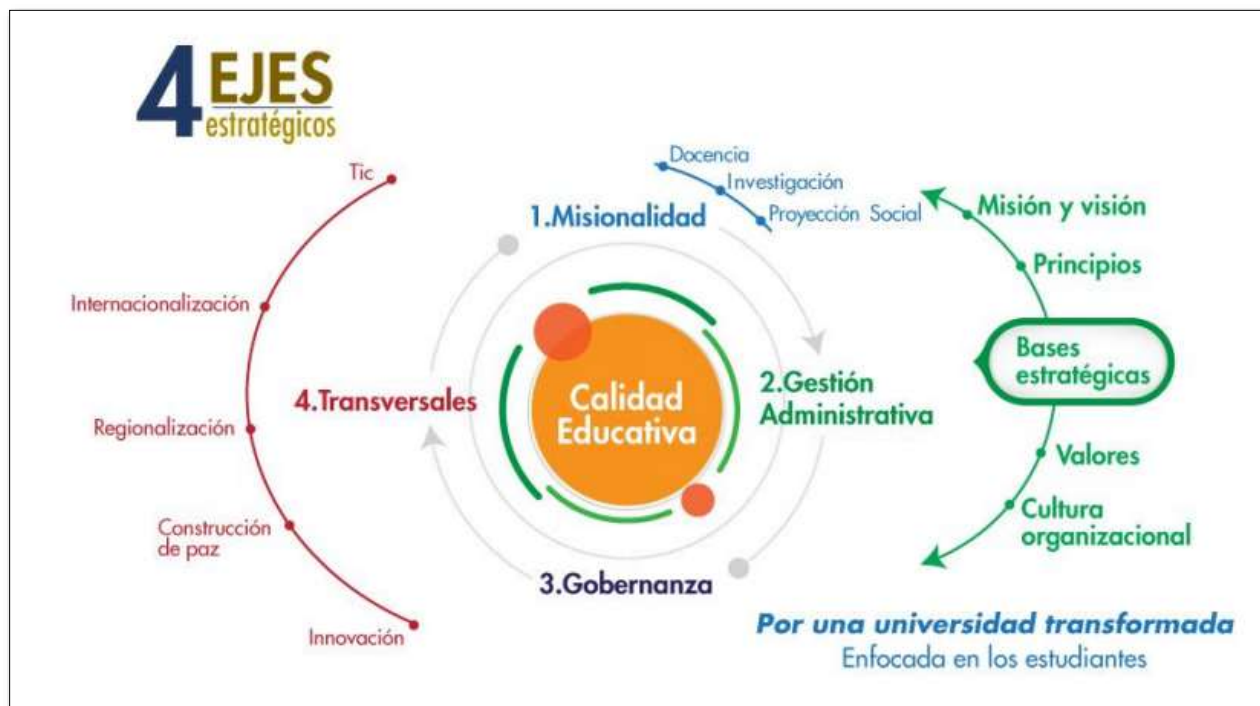 4 EJES
estratégicos
Tic
Internacionalización
Regionalización
Construcción
de paz
Innovación
4.Transversales
1.Misionalidad
Docencia
Investigación
Proyección Social
Calidad
Educativa
2.Gestión
Administrativa
3.Gobernanza
Misión y visión
Principios
Bases
estratégicas
Valores
Cultura
organizacional
Por una universidad transformada
Enfocada en los estudiantes